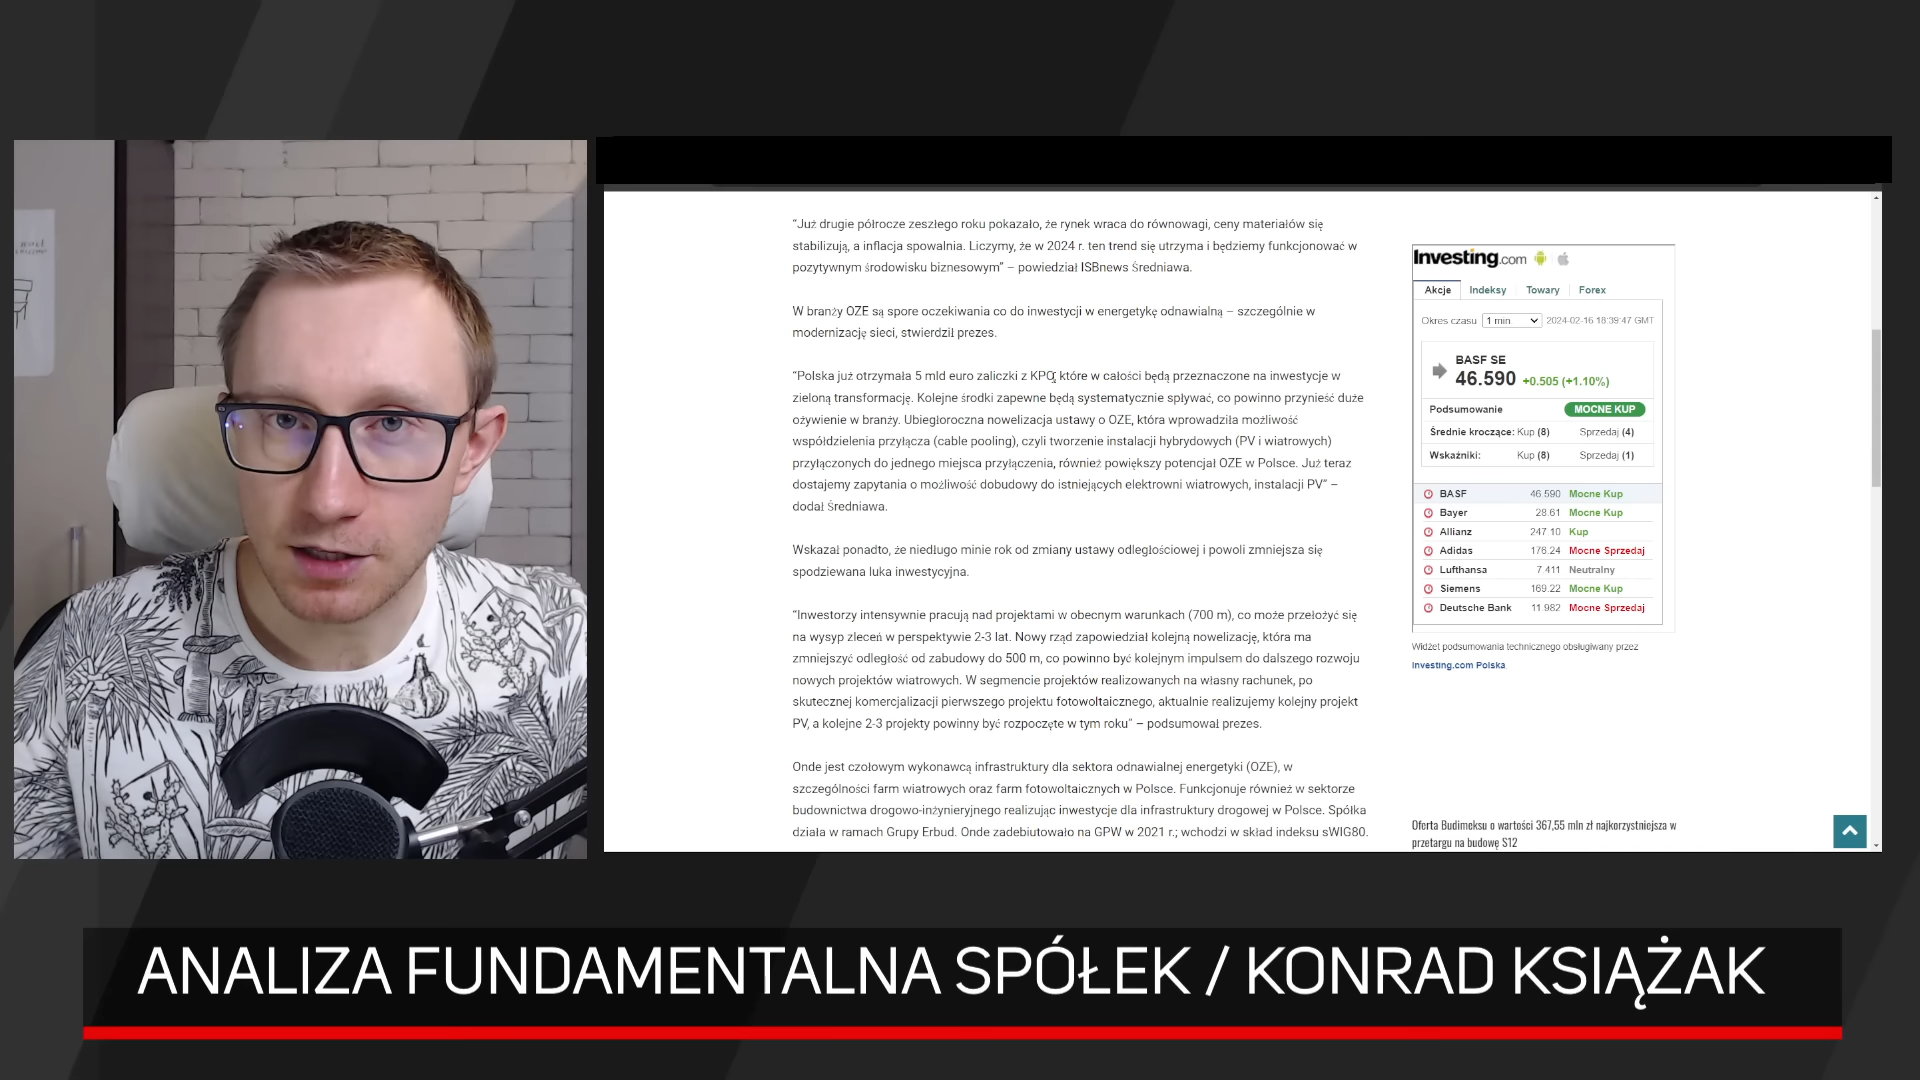 “Już drugie półrocze zeszłego roku pokazało, że rynek wraca do równowagi, ceny materiałów się
stabilizują, a inflacja spowalnia. Liczymy, że w 2024 r. ten trend się utrzyma i będziemy funkcjonować w
pozytywnym środowisku biznesowym” – powiedział ISBnews Średniawa.
W branży OZE są spore oczekiwania co do inwestycji w energetykę odnawialną – szczególnie w
modernizację sieci, stwierdził prezes.
“Polska już otrzymała 5 mld euro zaliczki z KPO, które w całości będą przeznaczone na inwestycje w
zieloną transformację. Kolejne środki zapewne będą systematycznie spływać, co powinno przynieść duże
ożywienie w branży. Ubiegłoroczna nowelizacja ustawy o OZE, która wprowadziła możliwość
współdzielenia przyłącza (cable pooling), czyli tworzenie instalacji hybrydowych (PV i wiatrowych)
przyłączonych do jednego miejsca przyłączenia, również powiększy potencjał OZE w Polsce. Już teraz
dostajemy zapytania o możliwość dobudowy do istniejących elektrowni wiatrowych, instalacji PV” –
dodał Średniawa.
Wskazał ponadto, że niedługo minie rok od zmiany ustawy odległościowej i powoli zmniejsza się
spodziewana luka inwestycyjna.
“Inwestorzy intensywnie pracują nad projektami w obecnym warunkach (700 m), co może przełożyć się
na wysyp zleceń w perspektywie 2-3 lat. Nowy rząd zapowiedział kolejną nowelizację, która ma
zmniejszyć odległość od zabudowy do 500 m, co powinno być kolejnym impulsem do dalszego rozwoju
nowych projektów wiatrowych. W segmencie projektów realizowanych na własny rachunek, po
skutecznej komercjalizacji pierwszego projektu fotowoltaicznego, aktualnie realizujemy kolejny projekt
PV, a kolejne 2-3 projekty powinny być rozpoczęte w tym roku” – podsumował prezes.
Onde jest czołowym wykonawcą infrastruktury dla sektora odnawialnej energetyki (OZE), w
szczególności farm wiatrowych oraz farm fotowoltaicznych w Polsce. Funkcjonuje również w sektorze
budownictwa drogowo-inżynieryjnego realizując inwestycje dla infrastruktury drogowej w Polsce. Spółka
działa w ramach Grupy Erbud. Onde zadebiutowało na GPW w 2021 r.; wchodzi w skład indeksu sWIG80.
Investing.com
Akcje Indeksy Towary Forex
Okres czasu 1 min. 2024-02-16 18:39:47 GMT
BASF SE
46.590 +0.505 (+1.10%)
Podsumowanie MOCNE KUP
Średnie kroczące: Kup (8) Sprzedaj (4)
Wskaźniki: Kup (8) Sprzedaj (1)
BASF 46.590 Mocne Kup
Bayer 28.61 Mocne Kup
Allianz 247.10 Kup
Adidas 176.24 Mocne Sprzedaj
Lufthansa 7.411 Neutralny
Siemens 169.22 Mocne Kup
Deutsche Bank 11.982 Mocne Sprzedaj
Widżet podsumowania technicznego obsługiwany przez
Investing.com Polska
Oferta Budimeksu o wartości 367,55 mln zł najkorzystniejsza w
przetargu na budowę S12
ANALIZA FUNDAMENTALNA SPÓŁEK / KONRAD KSIĄŻAK